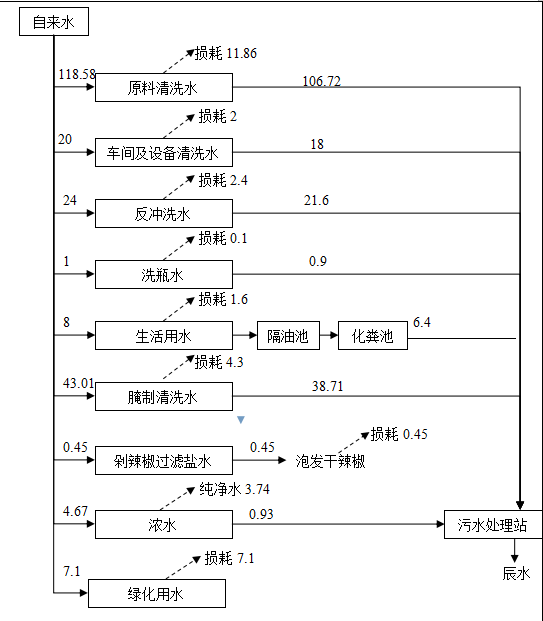 自来水
损耗 11.86
118.58
原料清洗水
106.72
损耗 2
20
车间及设备清洗水
18
损耗 2.4
24
反冲洗水
21.6
损耗 0.1
1
洗瓶水
0.9
损耗 1.6
8
生活用水
隔油池
化粪池
6.4
损耗 4.3
43.01
腌制清洗水
38.71
损耗 0.45
0.45
剁辣椒过滤盐水
0.45
泡发干辣椒
纯净水 3.74
4.67
浓水
0.93
污水处理站
损耗 7.1
7.1
绿化用水
辰水